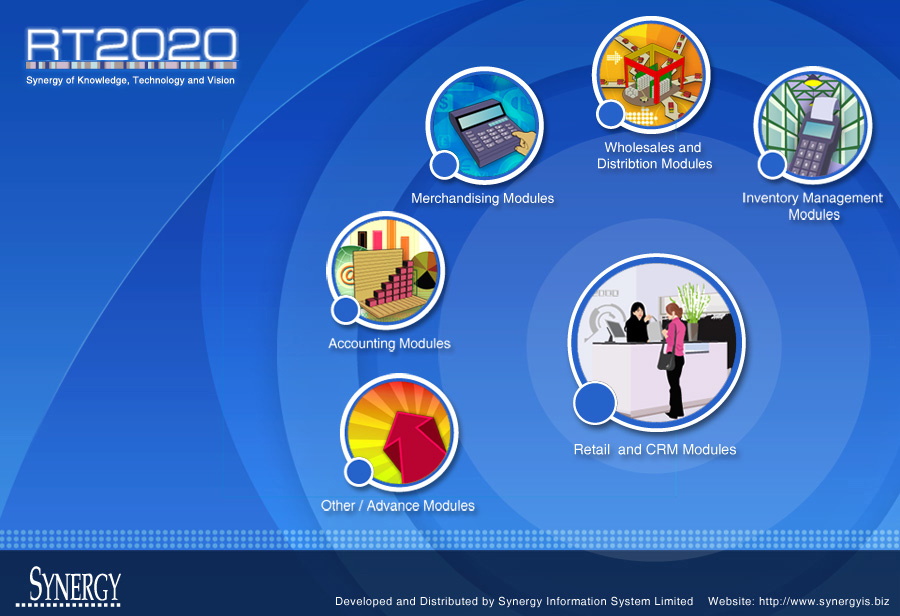 RT2020
Synergy of Knowledge, Technology and Vision
Wholesales and
Distribtion Modules
Merchandising Modules
Inventory Management
Modules
Accounting Modules
Retail and CRM Modules
Other / Advance Modules
SYNERGY
Developed and Distributed by Synergy Information System Limited Website: http://www.synergyis.biz